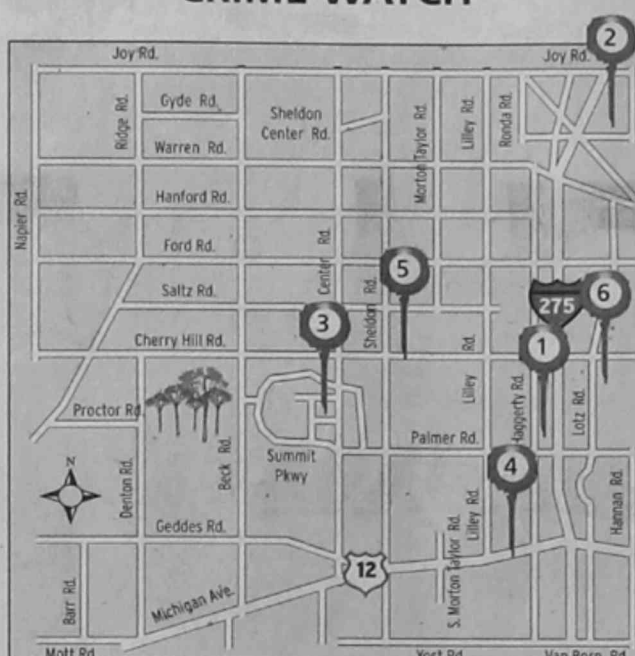 CRIME WATCH
Joy Rd.
Joy Rd.
2
Gyde Rd.
Sheldon
Center Rd.
Ridge Rd.
Warren Rd.
Morton Taylor Rd.
Lilley Rd.
Ronda Rd.
Hanford Rd.
Napier Rd.
Ford Rd.
Center Rd.
5
Saltz Rd.
Sheldon Rd.
275
6
3
Cherry Hill Rd.
1
Lilley Rd.
Haggerty Rd.
Lotz Rd.
Proctor Rd.
Palmer Rd.
Summit
Pkwy
Beck Rd.
4
N
Denton Rd.
Geddes Rd.
Lilley Rd.
Hannan Rd.
12
S. Morton Taylor Rd.
Barr Rd.
Michigan Ave.
Mott Rd.
Yost Rd.
Van Born Rd.